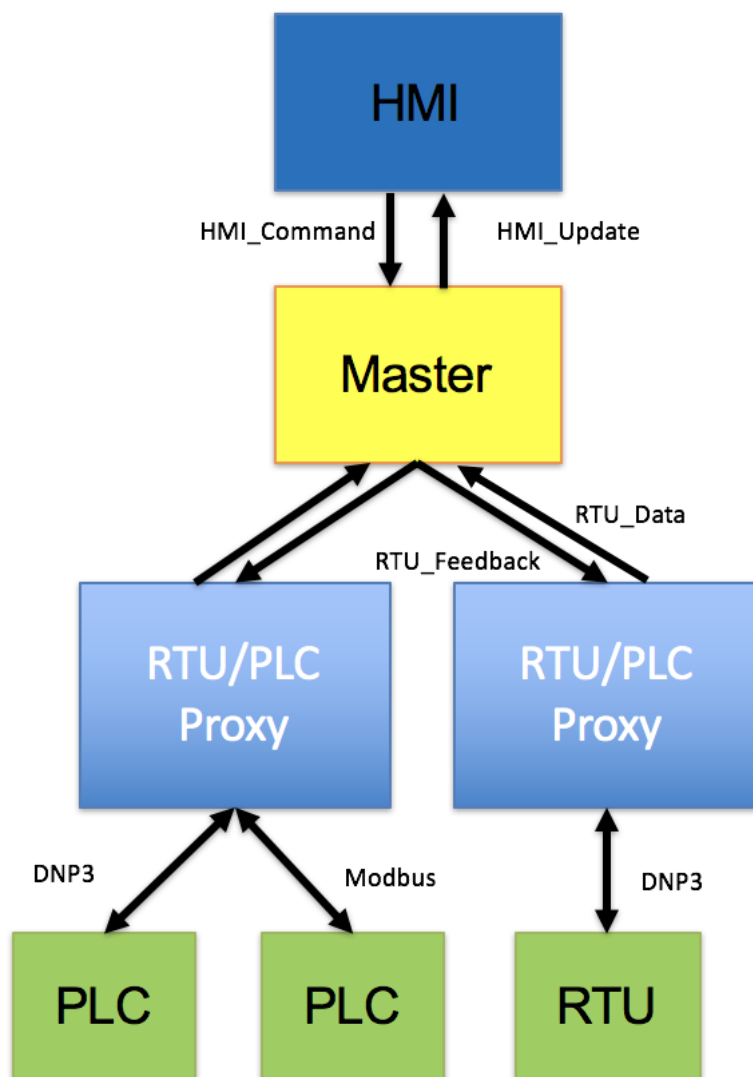 HMI
HMI_Command
HMI_Update
Master
RTU_Data
RTU_Feedback
RTU/PLC
Proxy
RTU/PLC
Proxy
DNP3
Modbus
DNP3
PLC
PLC
RTU